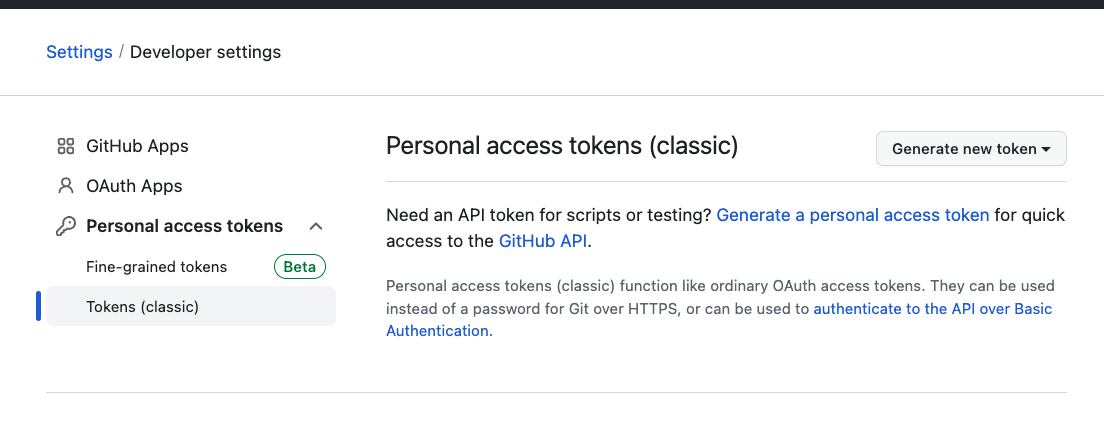 Settings / Developer settings
GitHub Apps
OAuth Apps
Personal access tokens
Fine-grained tokens Beta
Tokens (classic)
Personal access tokens (classic)
Generate new token
Need an API token for scripts or testing? Generate a personal access token for quick
access to the GitHub API.
Personal access tokens (classic) function like ordinary OAuth access tokens. They can be used
instead of a password for Git over HTTPS, or can be used to authenticate to the API over Basic
Authentication.